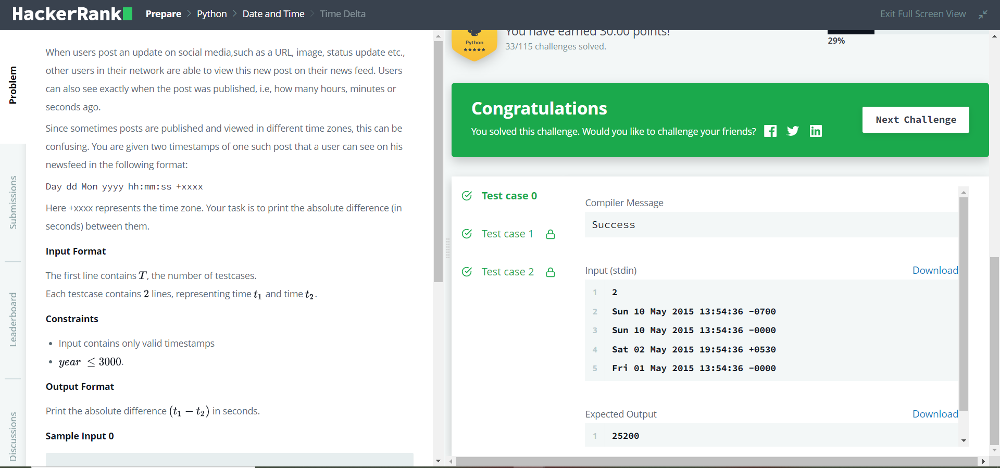 HackerRank
Prepare > Python > Date and Time > Time Delta
Exit Full Screen View
Problem
Submissions
Leaderboard
Discussions
When users post an update on social media,such as a URL, image, status update etc.,
other users in their network are able to view this new post on their news feed. Users
can also see exactly when the post was published, i.e, how many hours, minutes or
seconds ago.
Since sometimes posts are published and viewed in different time zones, this can be
confusing. You are given two timestamps of one such post that a user can see on his
newsfeed in the following format:
Day dd Mon yyyy hh:mm:ss +xxxx
Here +xxxx represents the time zone. Your task is to print the absolute difference (in
seconds) between them.
Input Format
The first line contains T, the number of testcases.
Each testcase contains 2 lines, representing time t₁ and time t₂.
Constraints
• Input contains only valid timestamps
• year ≤ 3000.
Output Format
Print the absolute difference (t₁ − t₂) in seconds.
Sample Input 0
Python
You have earned 30.00 points!
33/115 challenges solved.
29%
Congratulations
You solved this challenge. Would you like to challenge your friends?
Next Challenge
Test case 0
Test case 1
Test case 2
Compiler Message
Success
Input (stdin)
Download
1 2
2 Sun 10 May 2015 13:54:36 -0700
3 Sun 10 May 2015 13:54:36 -0000
4 Sat 02 May 2015 19:54:36 +0530
5 Fri 01 May 2015 13:54:36 -0000
Expected Output
Download
1 25200